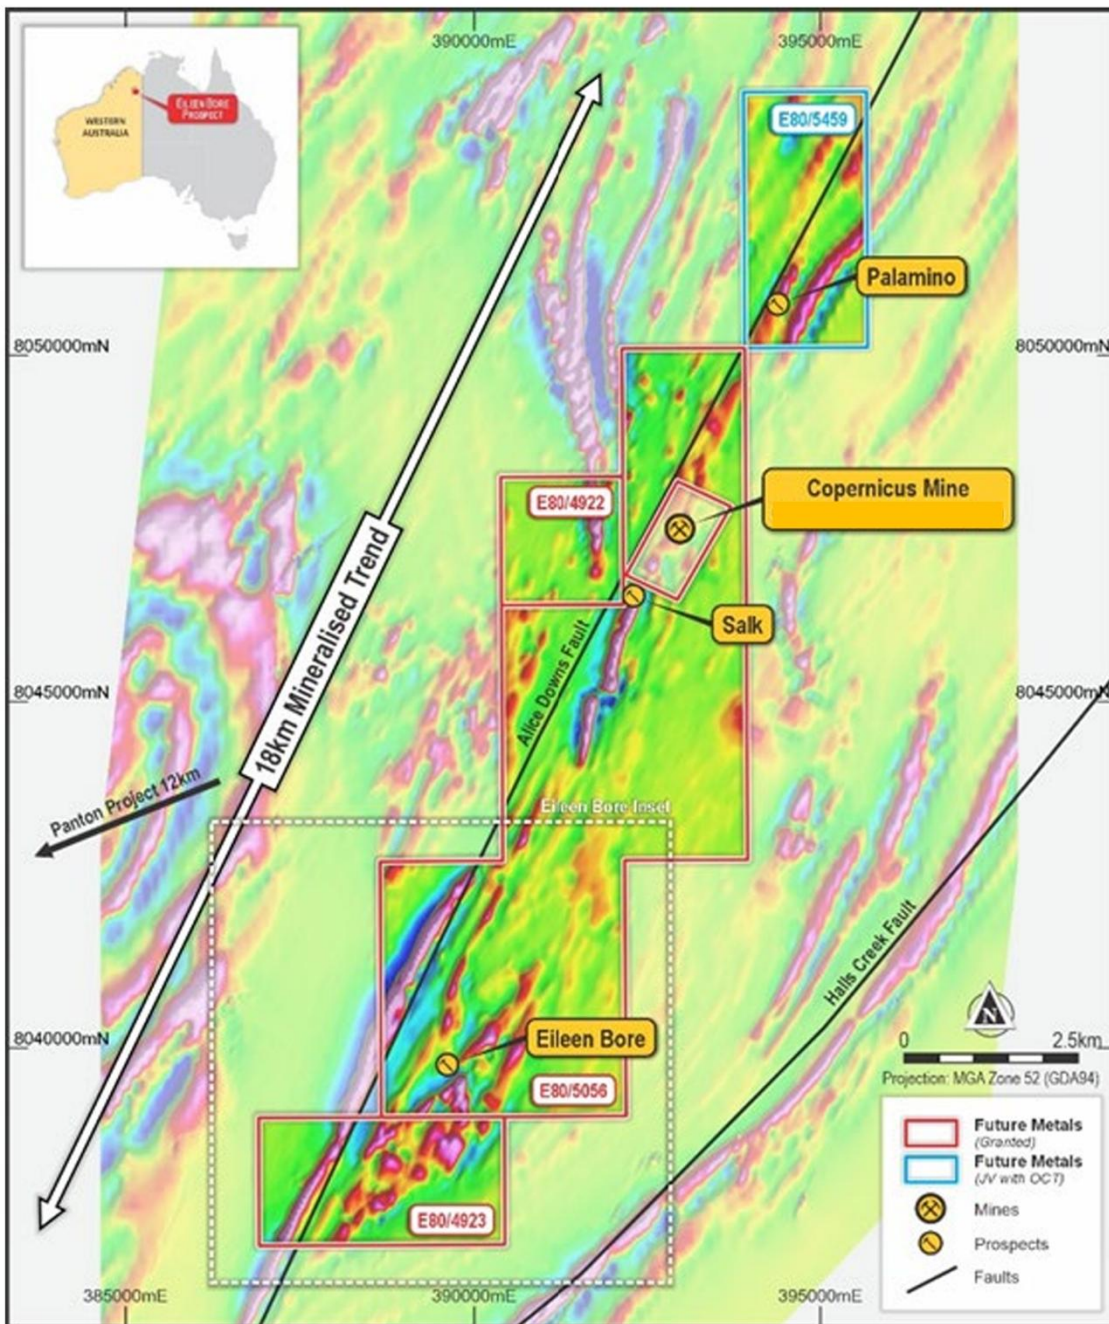 390000mE
395000mE
WESTERN
AUSTRALIA
EILEEN BORE
PROSPECT
E80/5459
Palamino
8050000mN
8050000mN
E80/4922
Copernicus Mine
Salk
18km Mineralised Trend
Alice Downs Fault
8045000mN
8045000mN
Panton Project 12km
Eileen Bore Inset
Halls Creek Fault
N
8040000mN
Eileen Bore
0
2.5km
Projection: MGA Zone 52 (GDA94)
E80/5056
Future Metals
(Granted)
Future Metals
(JV with OCT)
Mines
Prospects
Faults
E80/4923
385000mE
390000mE
395000mE